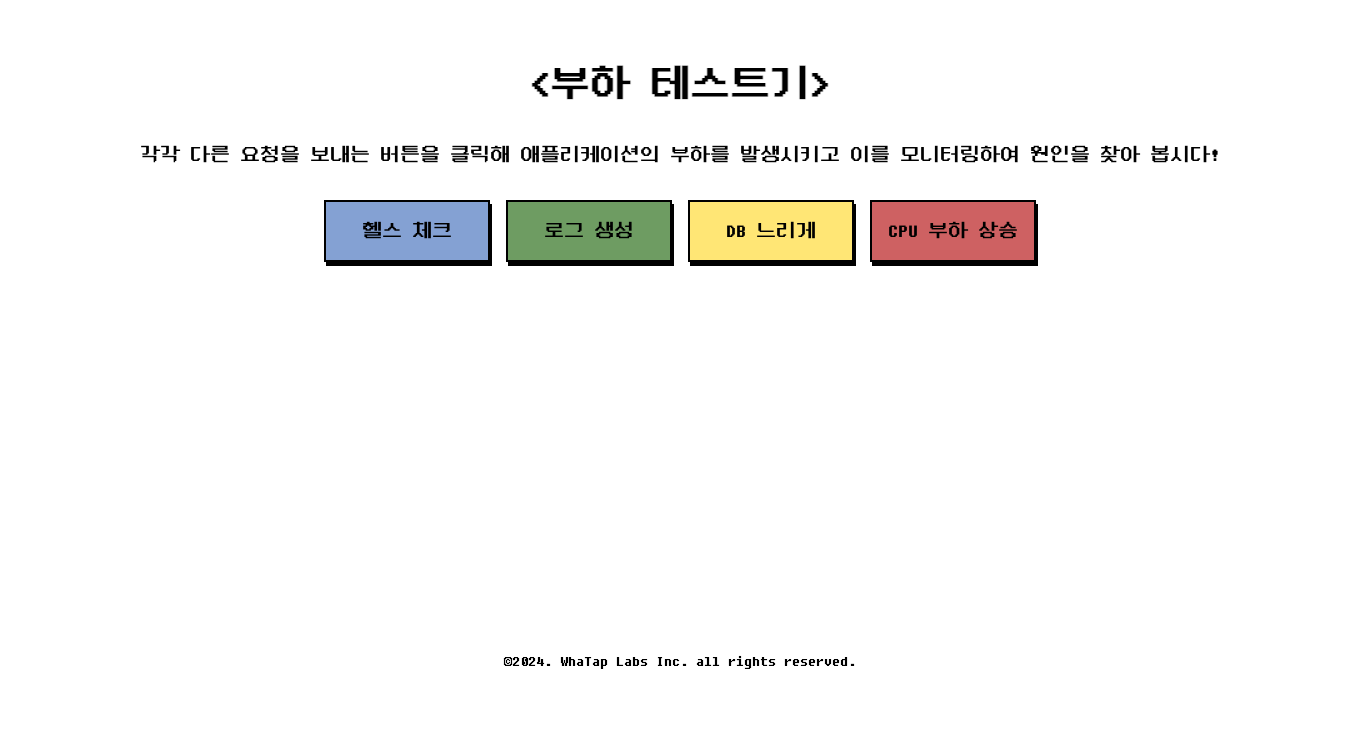 <부하 테스트기>
각각 다른 요청을 보내는 버튼을 클릭해 애플리케이션의 부하를 발생시키고 이를 모니터링하여 원인을 찾아 봅시다!
헬스 체크
로그 생성
DB 느리게
CPU 부하 상승
©2024. WhaTap Labs Inc. all rights reserved.